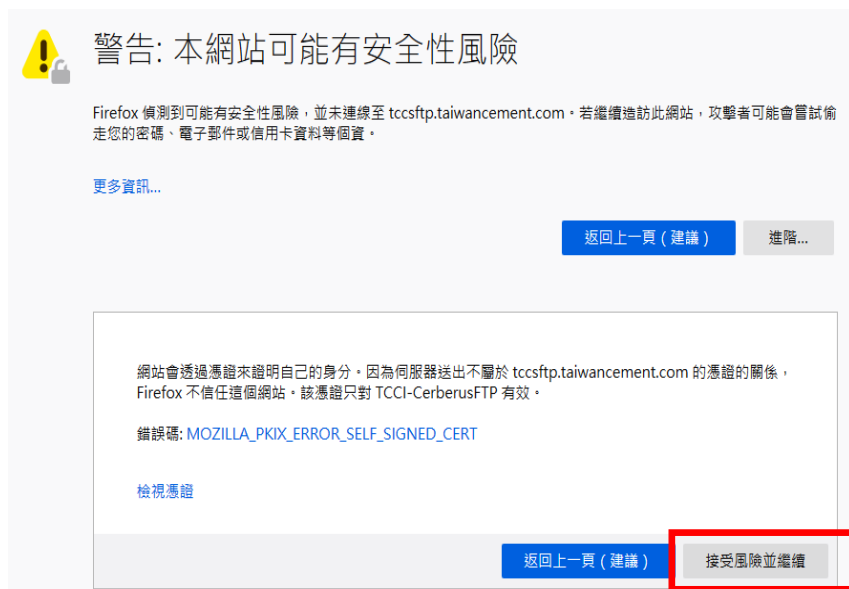 警告: 本網站可能有安全性風險
Firefox 偵測到可能有安全性風險，並未連線至 tccsftp.taiwancement.com。若繼續造訪此網站，攻擊者可能會嘗試偷
走您的密碼、電子郵件或信用卡資料等個資。
更多資訊...
返回上一頁（建議）
進階...
網站會透過憑證來證明自己的身分。因為伺服器送出不屬於 tccsftp.taiwancement.com 的憑證的關係，
Firefox 不信任這個網站。該憑證只對 TCCI-CerberusFTP 有效。
錯誤碼: MOZILLA_PKIX_ERROR_SELF_SIGNED_CERT
檢視憑證
返回上一頁（建議）
接受風險並繼續